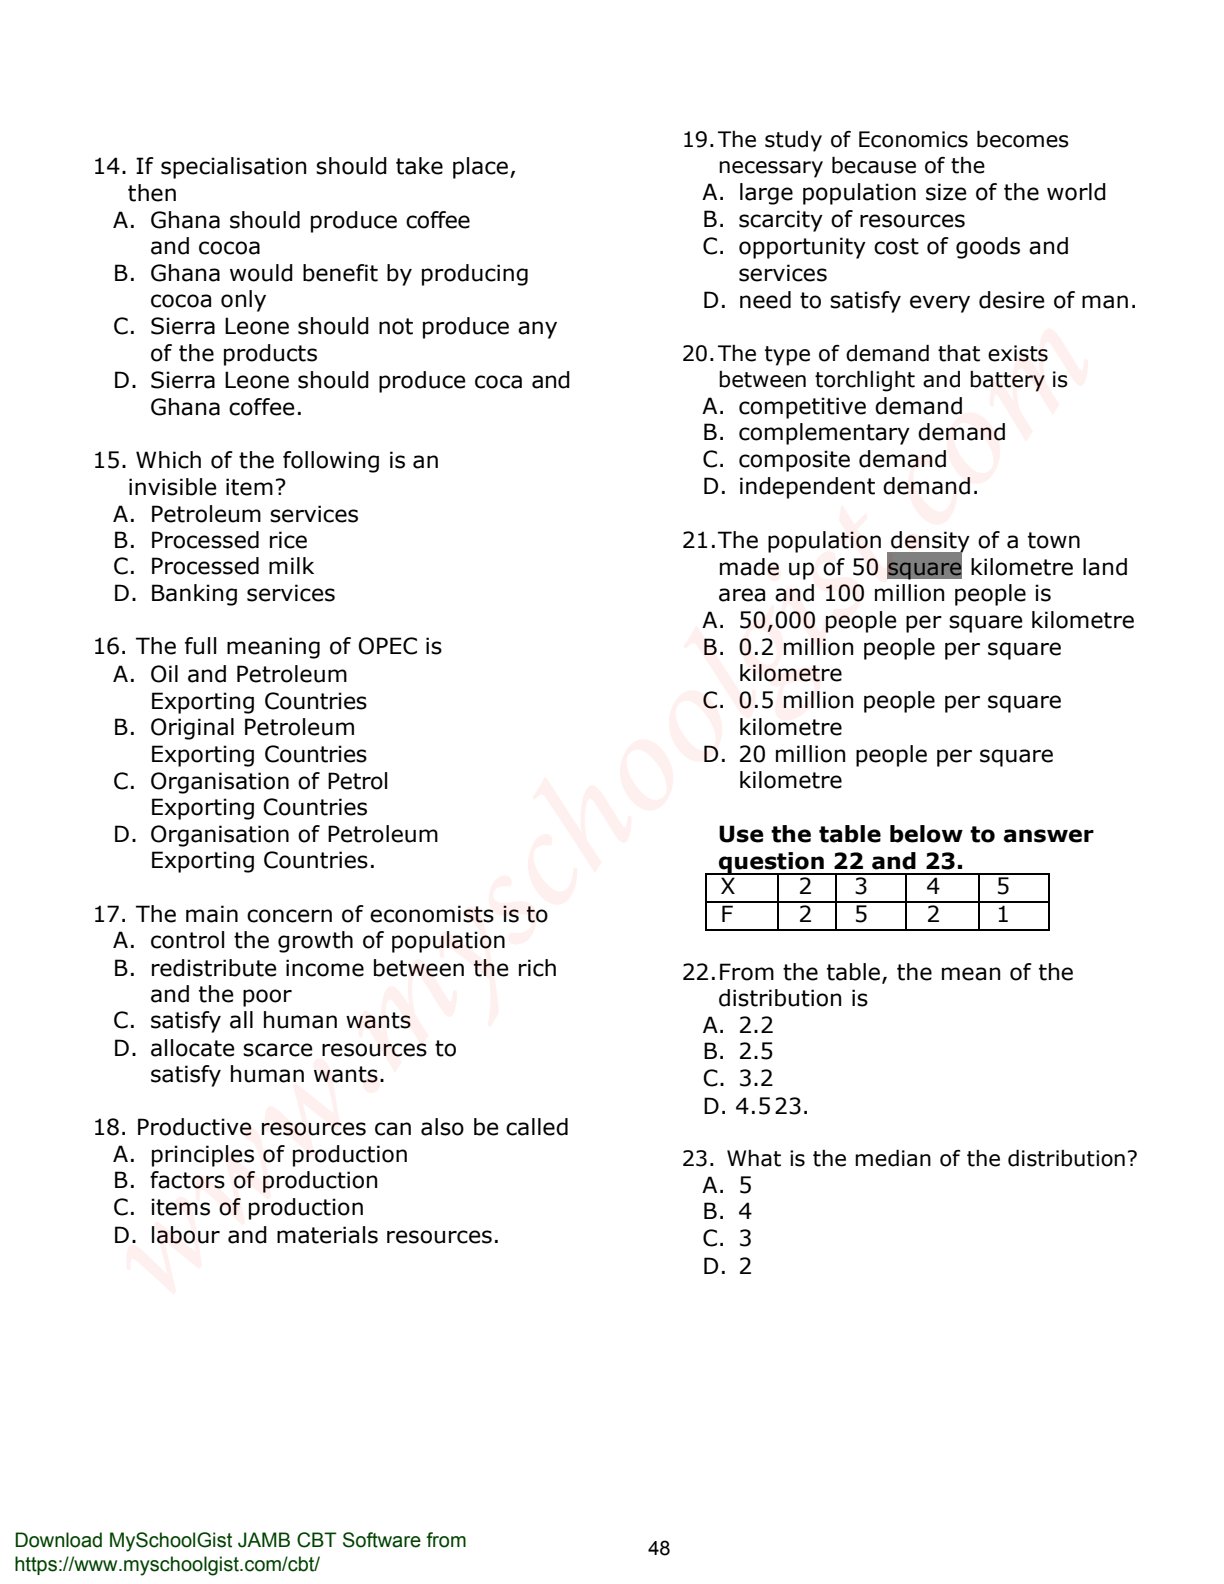 14. If specialisation should take place,
then
A. Ghana should produce coffee
and cocoa
B. Ghana would benefit by producing
cocoa only
C. Sierra Leone should not produce any
of the products
D. Sierra Leone should produce coca and
Ghana coffee.
15. Which of the following is an
invisible item?
A. Petroleum services
B. Processed rice
C. Processed milk
D. Banking services
16. The full meaning of OPEC is
A. Oil and Petroleum
Exporting Countries
B. Original Petroleum
Exporting Countries
C. Organisation of Petrol
Exporting Countries
D. Organisation of Petroleum
Exporting Countries.
17. The main concern of economists is to
A. control the growth of population
B. redistribute income between the rich
and the poor
C. satisfy all human wants
D. allocate scarce resources to
satisfy human wants.
18. Productive resources can also be called
A. principles of production
B. factors of production
C. items of production
D. labour and materials resources.
19. The study of Economics becomes
necessary because of the
A. large population size of the world
B. scarcity of resources
C. opportunity cost of goods and
services
D. need to satisfy every desire of man.
20. The type of demand that exists
between torchlight and battery is
A. competitive demand
B. complementary demand
C. composite demand
D. independent demand.
21. The population density of a town
made up of 50 square kilometre land
area and 100 million people is
A. 50,000 people per square kilometre
B. 0.2 million people per square
kilometre
C. 0.5 million people per square
kilometre
D. 20 million people per square
kilometre
Use the table below to answer
question 22 and 23.
X 2 3 4 5
F 2 5 2 1
22. From the table, the mean of the
distribution is
A. 2.2
B. 2.5
C. 3.2
D. 4.5 23.
23. What is the median of the distribution?
A. 5
B. 4
C. 3
D. 2
www.myschoolgist.com
Download MySchoolGist JAMB CBT Software from
https://www.myschoolgist.com/cbt/
48